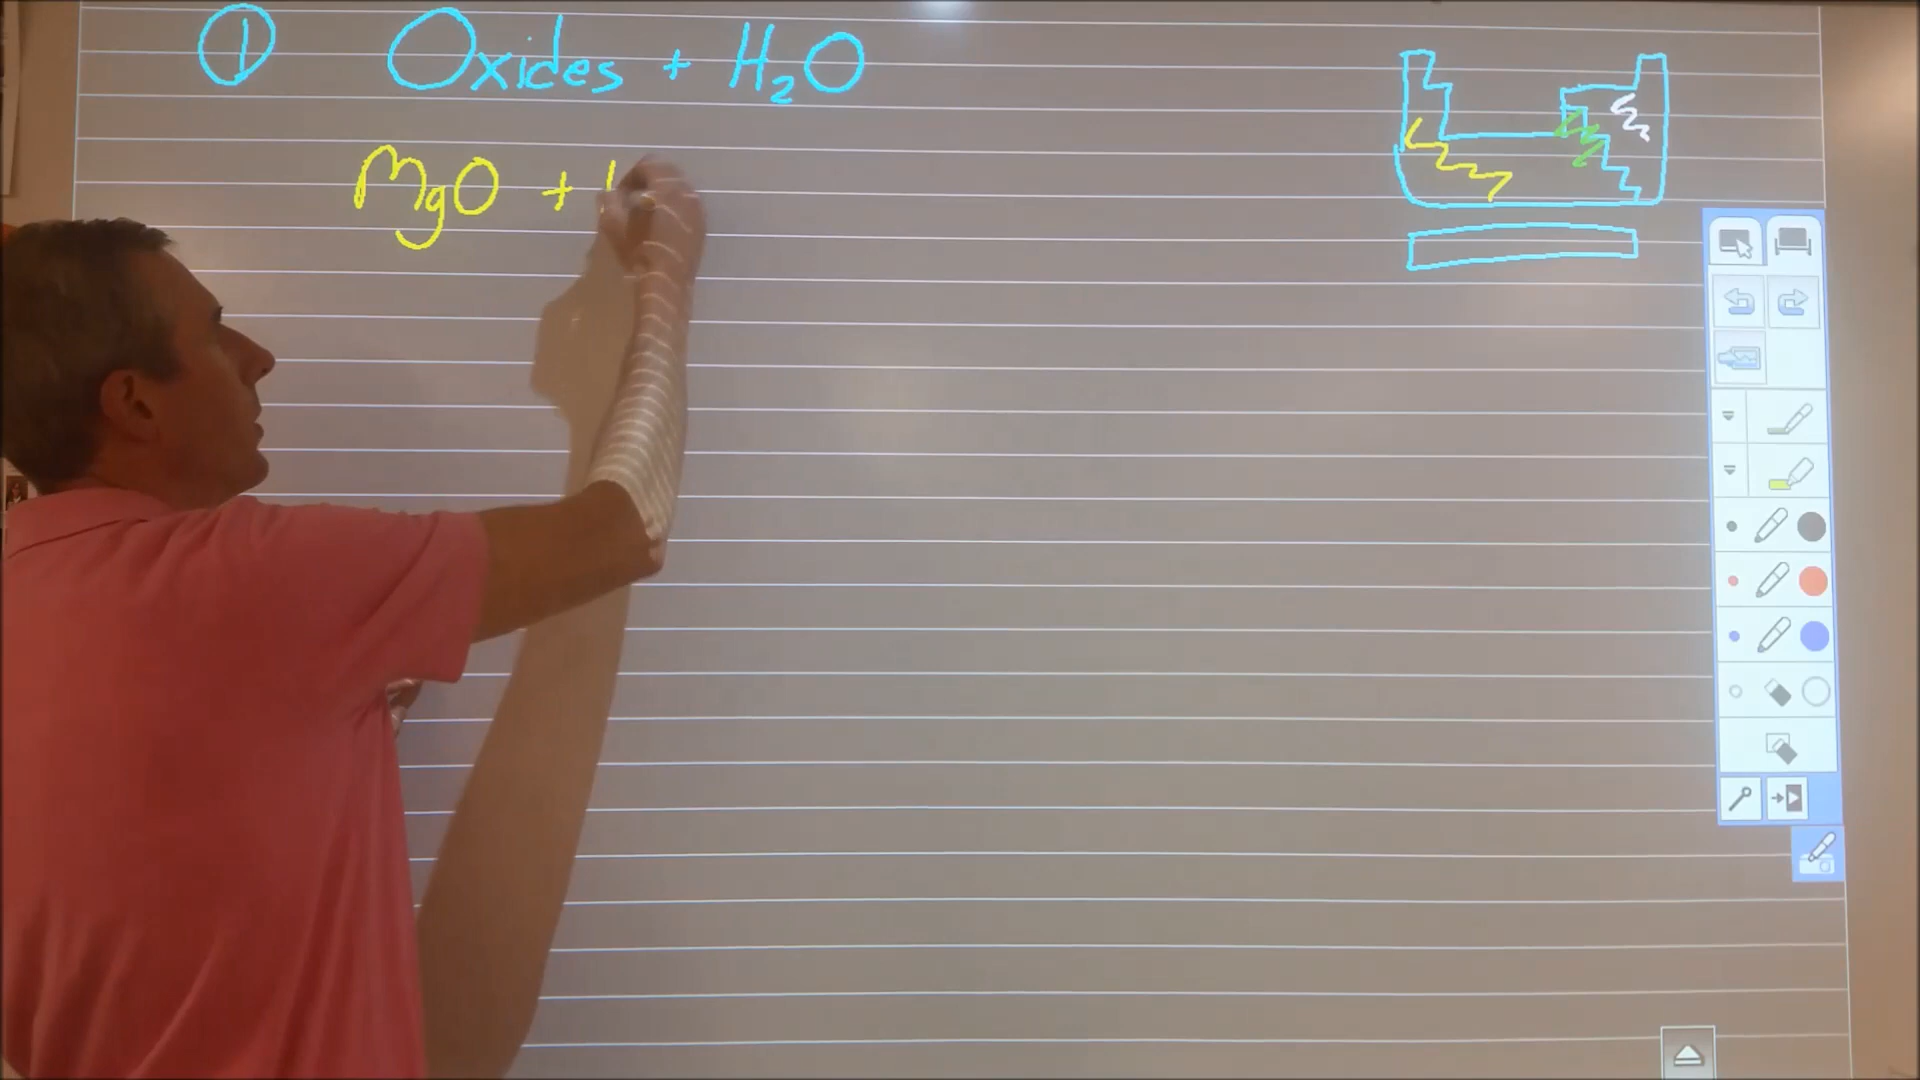 ① Oxides + H₂O
MgO +